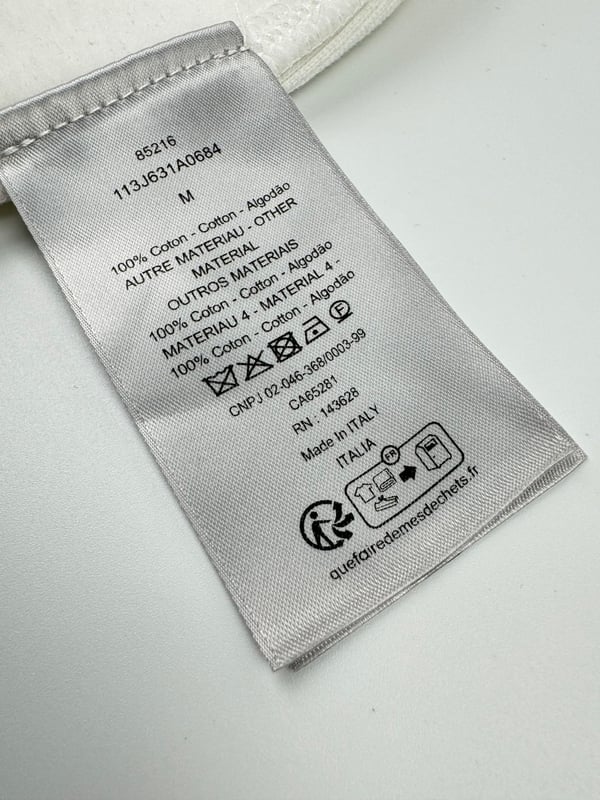 85216
113J631A0684
M
100% Coton - Cotton - Algodão
AUTRE MATERIAU - OTHER
MATERIAL
OUTROS MATERIAIS
100% Coton - Cotton - Algodão
MATERIAU 4 - MATERIAL 4 -
100% Coton - Cotton - Algodão
CNPJ 02-046-368/0003-99
CA65281
RN : 143628
Made In ITALY
ITALIA
FR
quefairedemesdechets.fr